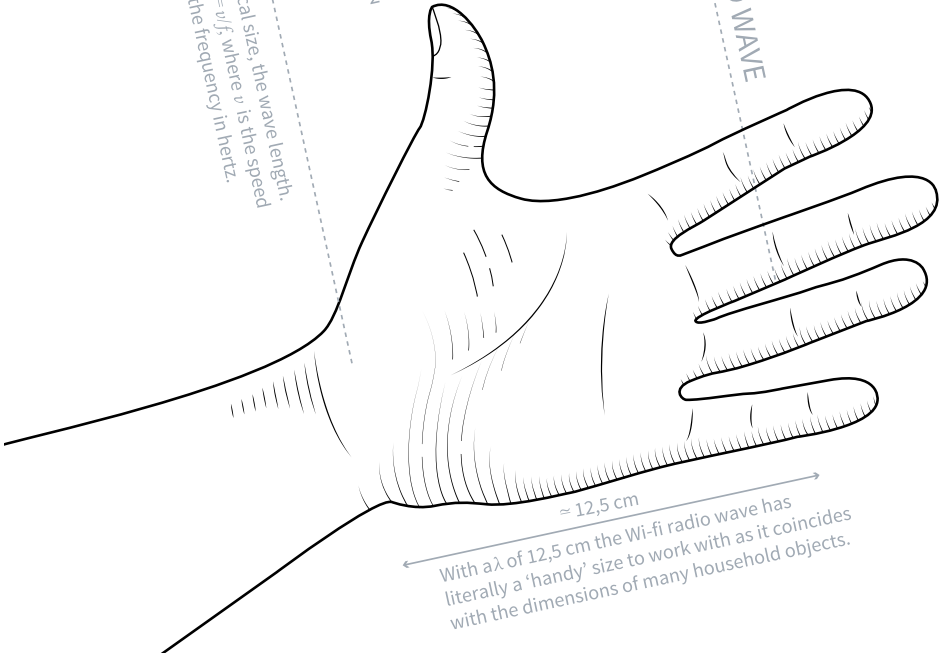 cal size, the wave length.
= v/f, where v is the speed
the frequency in hertz.
WAVE
≃ 12,5 cm
With a λ of 12,5 cm the Wi-fi radio wave has
literally a ‘handy’ size to work with as it coincides
with the dimensions of many household objects.